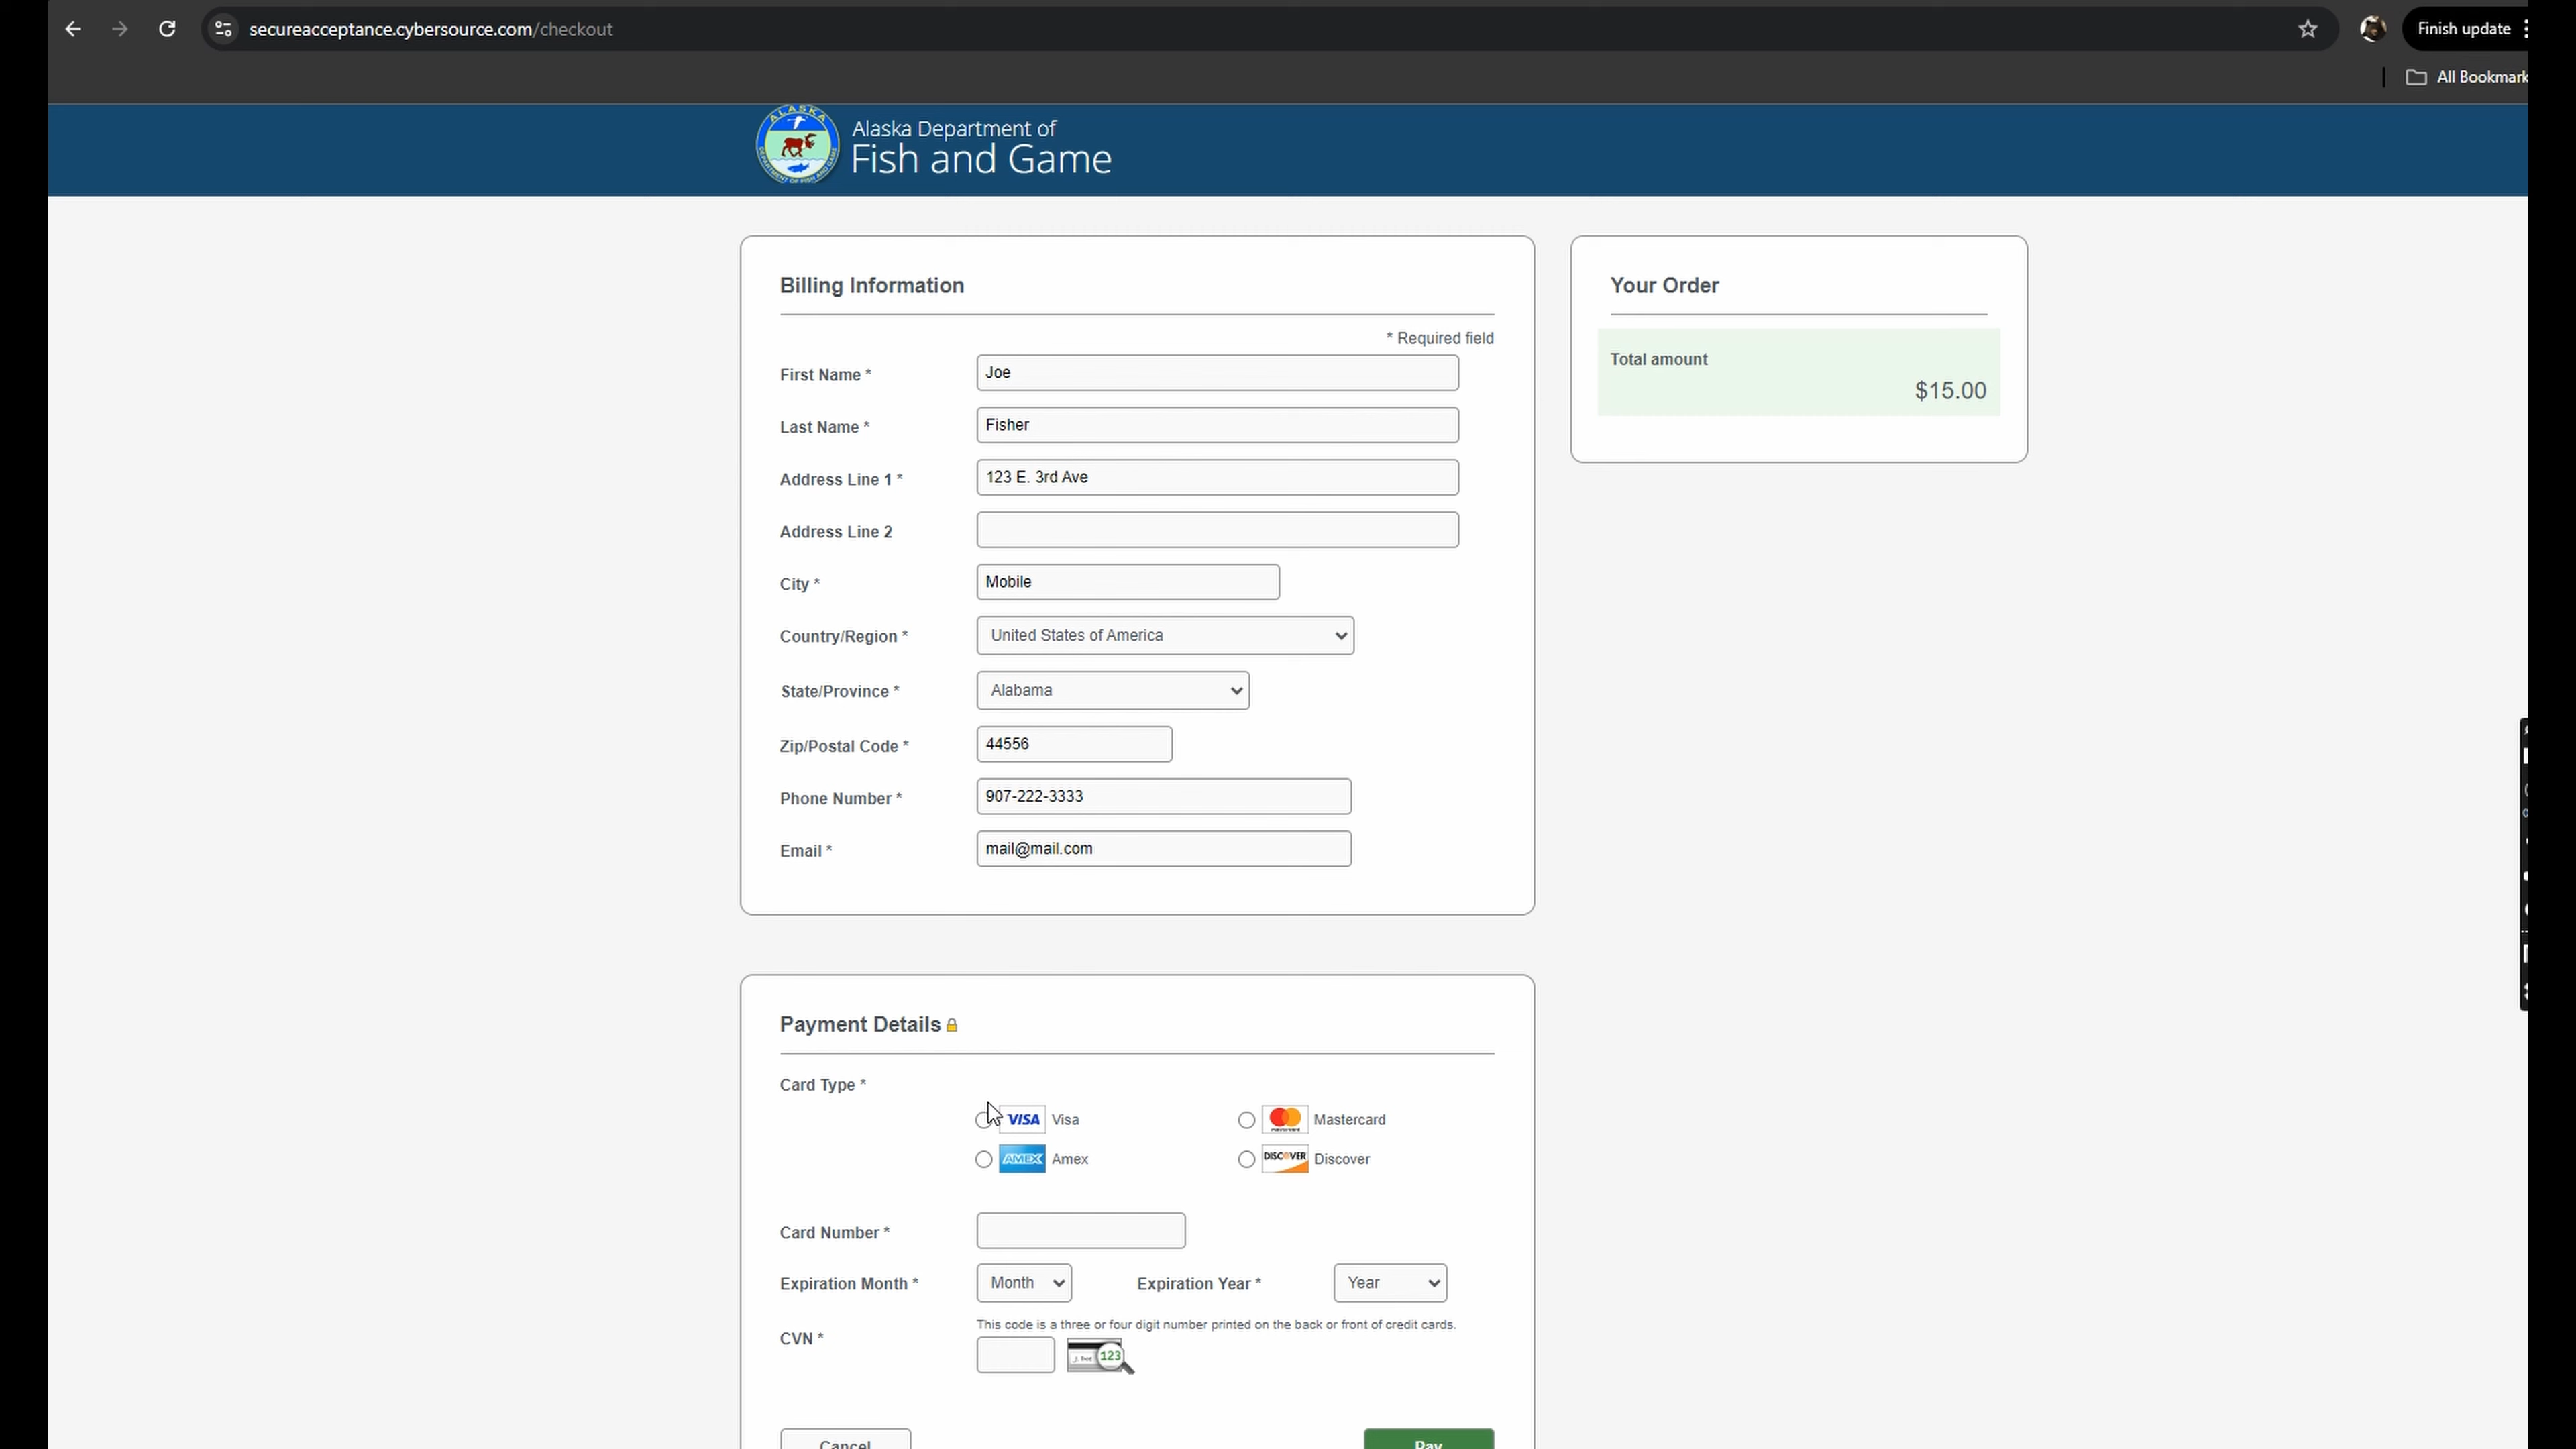 secureacceptance.cybersource.com/checkout
Finish update
All Bookmark
Alaska Department of
Fish and Game
Billing Information
* Required field
First Name *
Joe
Last Name *
Fisher
Address Line 1 *
123 E. 3rd Ave
Address Line 2
City *
Mobile
Country/Region *
United States of America
State/Province *
Alabama
Zip/Postal Code *
44556
Phone Number *
907-222-3333
Email *
mail@mail.com
Your Order
Total amount
$15.00
Payment Details
Card Type *
VISA Visa
Mastercard
AMEX Amex
DISCOVER Discover
Card Number *
Expiration Month *
Month
Expiration Year *
Year
This code is a three or four digit number printed on the back or front of credit cards.
CVN *
123
Cancel
Pay